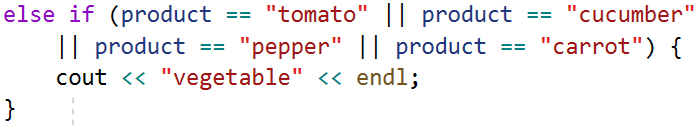 else if (product == "tomato" || product == "cucumber"
    || product == "pepper" || product == "carrot") {
    cout << "vegetable" << endl;
}